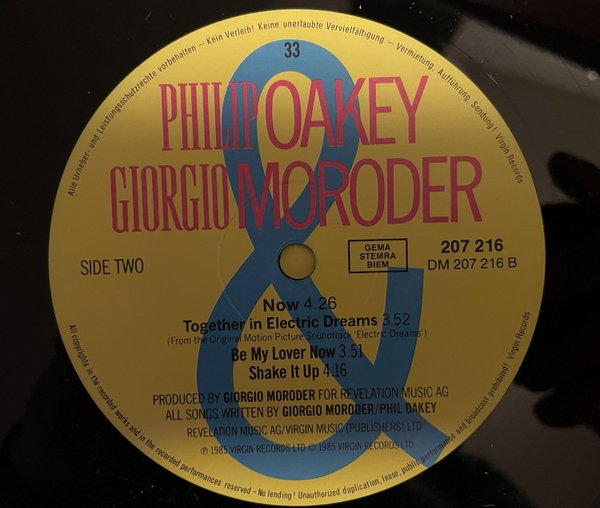 Alle Urheber- und Leistungsschutzrechte vorbehalten – Kein Verleih! Keine unerlaubte Vervielfältigung – Vermietung, Aufführung, Sendung! Virgin Records
33
PHILIP OAKEY
GIORGIO MORODER
SIDE TWO
GEMA
STEMRA
BIEM
207 216
DM 207 216 B
Now 4.26
Together in Electric Dreams 3.52
(From the Original Motion Picture Soundtrack 'Electric Dreams')
Be My Lover Now 3.51
Shake It Up 4.16
PRODUCED BY GIORGIO MORODER FOR REVELATION MUSIC AG
ALL SONGS WRITTEN BY GIORGIO MORODER/PHIL OAKEY
REVELATION MUSIC AG/VIRGIN MUSIC (PUBLISHERS) LTD
℗ 1985 VIRGIN RECORDS LTD © 1985 VIRGIN RECORDS LTD
All copyrights in the recorded works and in the recorded performances reserved – No lending! Unauthorized duplication, lease, public performance and broadcast prohibited! Virgin Records